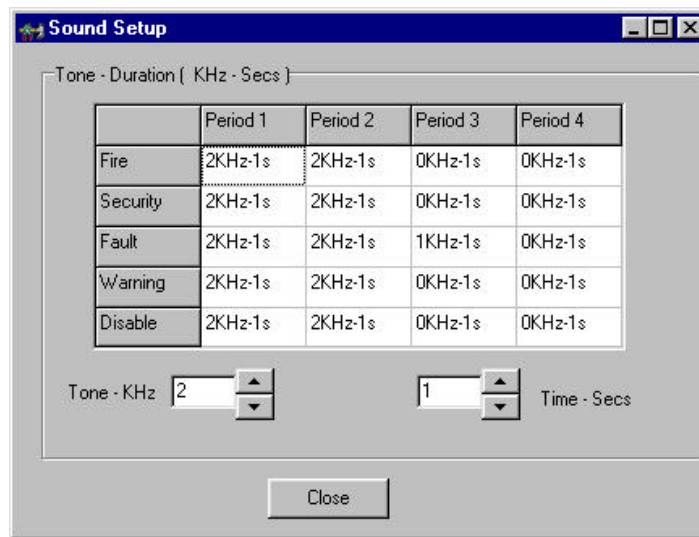 Sound Setup
Tone - Duration ( KHz - Secs )
Period 1 Period 2 Period 3 Period 4
Fire 2KHz-1s 2KHz-1s 0KHz-1s 0KHz-1s
Security 2KHz-1s 2KHz-1s 0KHz-1s 0KHz-1s
Fault 2KHz-1s 2KHz-1s 1KHz-1s 0KHz-1s
Warning 2KHz-1s 2KHz-1s 0KHz-1s 0KHz-1s
Disable 2KHz-1s 2KHz-1s 0KHz-1s 0KHz-1s
Tone - KHz 2 1 Time - Secs
Close